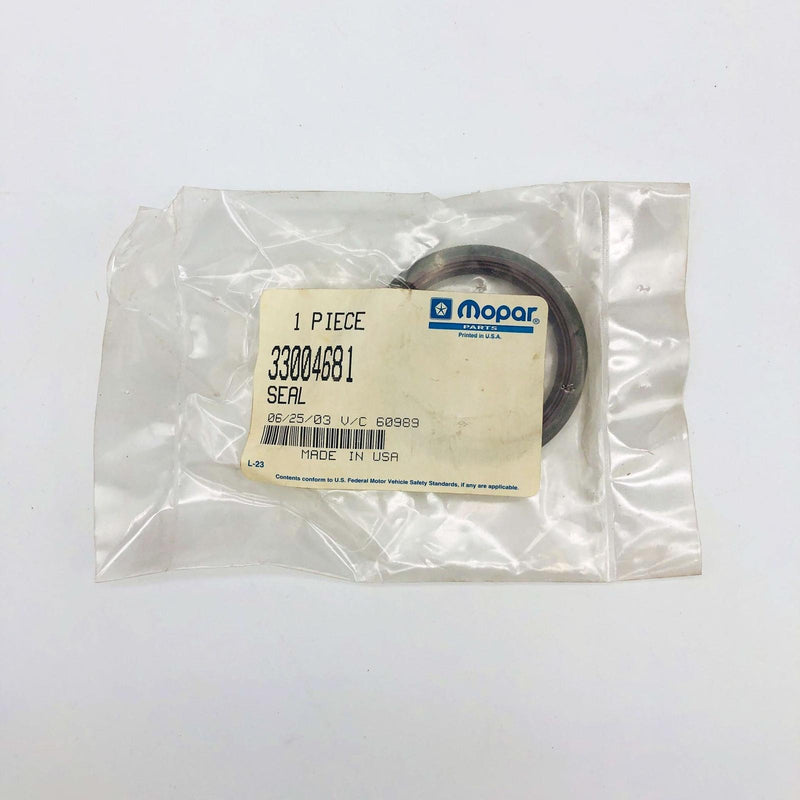 1 PIECE
33004681
SEAL
06/25/03 V/C 60989
MADE IN USA
Mopar®
PARTS
Printed in U.S.A.
L-23
Contents conform to U.S. Federal Motor Vehicle Safety Standards, if any are applicable.